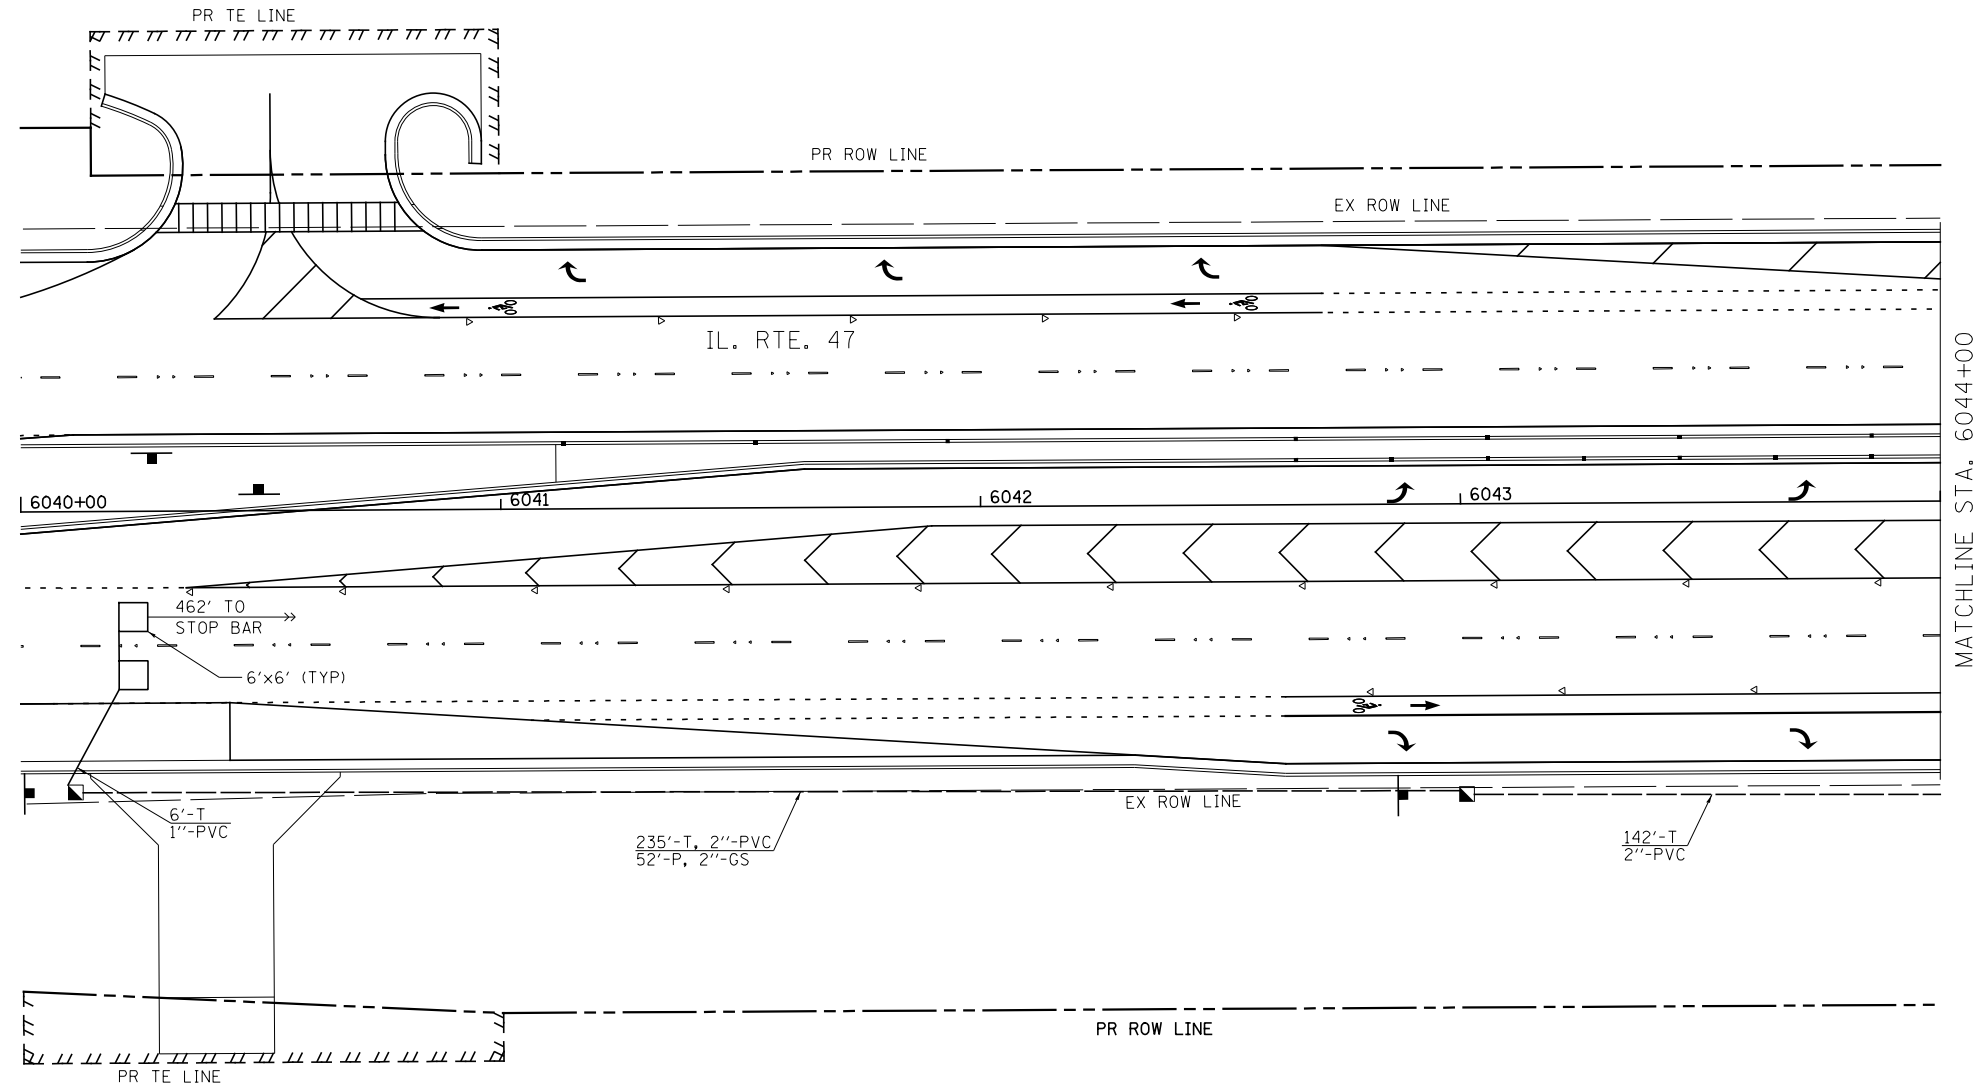 PR TE LINE
PR ROW LINE
EX ROW LINE
IL. RTE. 47
MATCHLINE STA. 6044+00
6040+00
6041
6042
6043
462' TO
STOP BAR
6'x6' (TYP)
6'-T
1''-PVC
235'-T, 2''-PVC
52'-P, 2''-GS
EX ROW LINE
142'-T
2''-PVC
PR ROW LINE
PR TE LINE